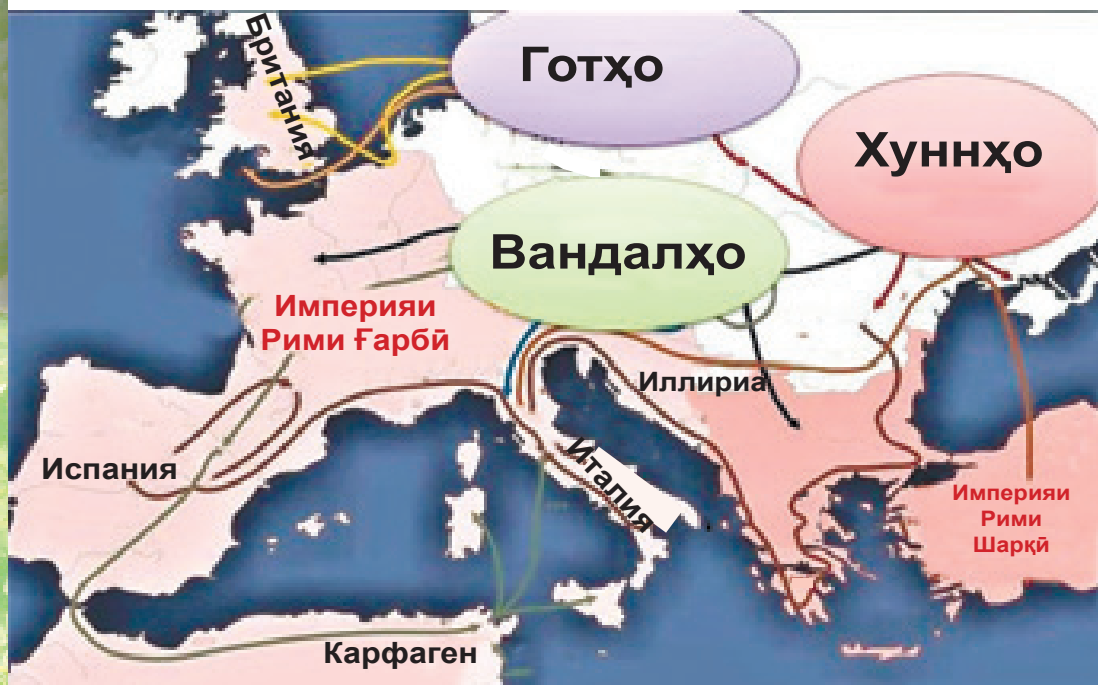 Британия
Готҳо
Хуннҳо
Вандалҳо
Империяи
Рими Ғарбӣ
Иллириа
Испания
Италия
Империяи
Рими
Шарқӣ
Карфаген